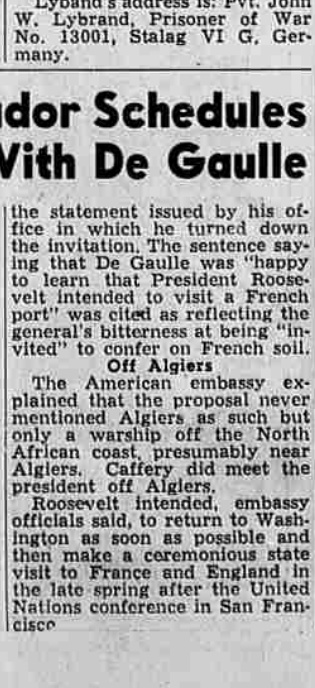 Lyband's address is: Pvt. John
W. Lybrand, Prisoner of War
No. 13001, Stalag VI G, Ger-
many.
dor Schedules
With De Gaulle
the statement issued by his of-
fice in which he turned down
the invitation. The sentence say-
ing that De Gaulle was "happy
to learn that President Roose-
velt intended to visit a French
port" was cited as reflecting the
general's bitterness at being "in-
vited" to confer on French soil.
Off Algiers
The American embassy ex-
plained that the proposal never
mentioned Algiers as such but
only a warship off the North
African coast, presumably near
Algiers. Caffery did meet the
president off Algiers.
Roosevelt intended, embassy
officials said, to return to Wash-
ington as soon as possible and
then make a ceremonious state
visit to France and England in
the late spring after the United
Nations conference in San Fran-
cisco